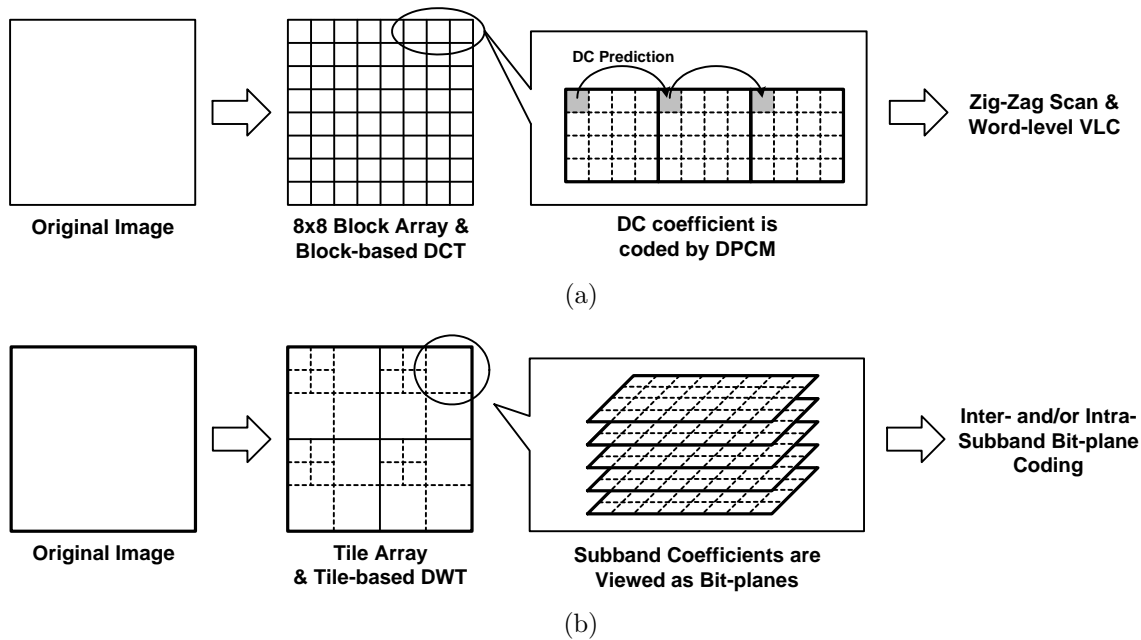 DC Prediction
Zig-Zag Scan &
Word-level VLC
Original Image
8x8 Block Array &
Block-based DCT
DC coefficient is
coded by DPCM
(a)
Inter- and/or Intra-
Subband Bit-plane
Coding
Original Image
Tile Array
& Tile-based DWT
Subband Coefficients are
Viewed as Bit-planes
(b)